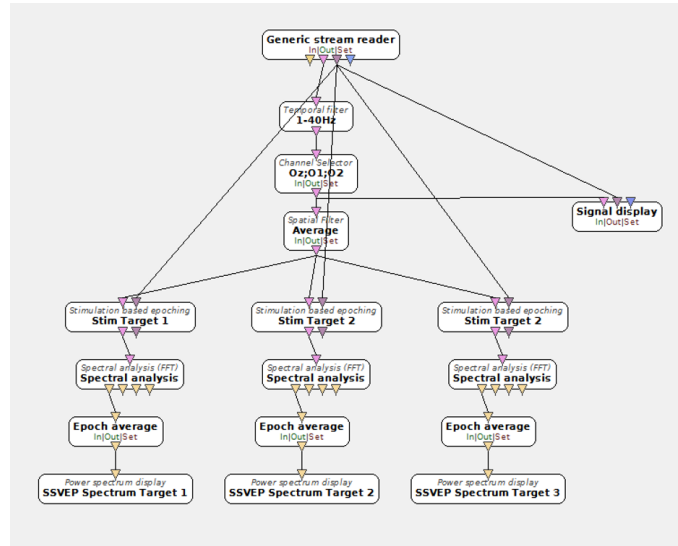 Generic stream reader
In|Out|Set
Temporal filter
1-40Hz
Channel Selector
Oz;O1;O2
In|Out|Set
Signal display
In|Out|Set
Spatial Filter
Average
In|Out|Set
Stimulation based epoching
Stim Target 1
Stimulation based epoching
Stim Target 2
Stimulation based epoching
Stim Target 2
Spectral analysis (FFT)
Spectral analysis
Spectral analysis (FFT)
Spectral analysis
Spectral analysis (FFT)
Spectral analysis
Epoch average
In|Out|Set
Epoch average
In|Out|Set
Epoch average
In|Out|Set
Power spectrum display
SSVEP Spectrum Target 1
Power spectrum display
SSVEP Spectrum Target 2
Power spectrum display
SSVEP Spectrum Target 3